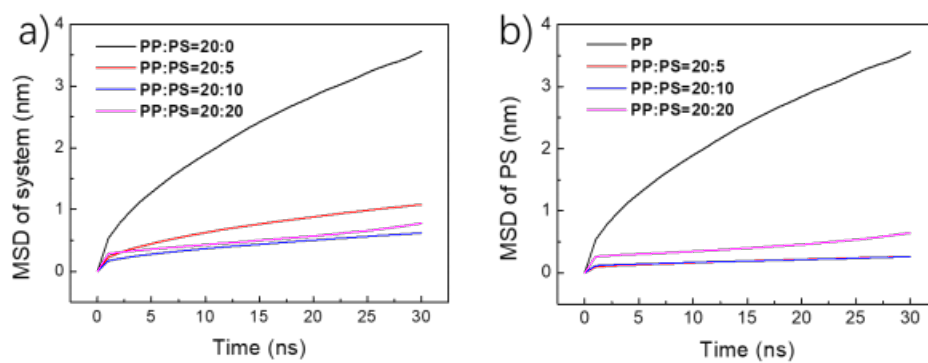 a)
PP:PS=20:0
PP:PS=20:5
PP:PS=20:10
PP:PS=20:20
MSD of system (nm)
4
3
2
1
0
0 5 10 15 20 25 30
Time (ns)
b)
PP
PP:PS=20:5
PP:PS=20:10
PP:PS=20:20
MSD of PS (nm)
4
3
2
1
0
0 5 10 15 20 25 30
Time (ns)